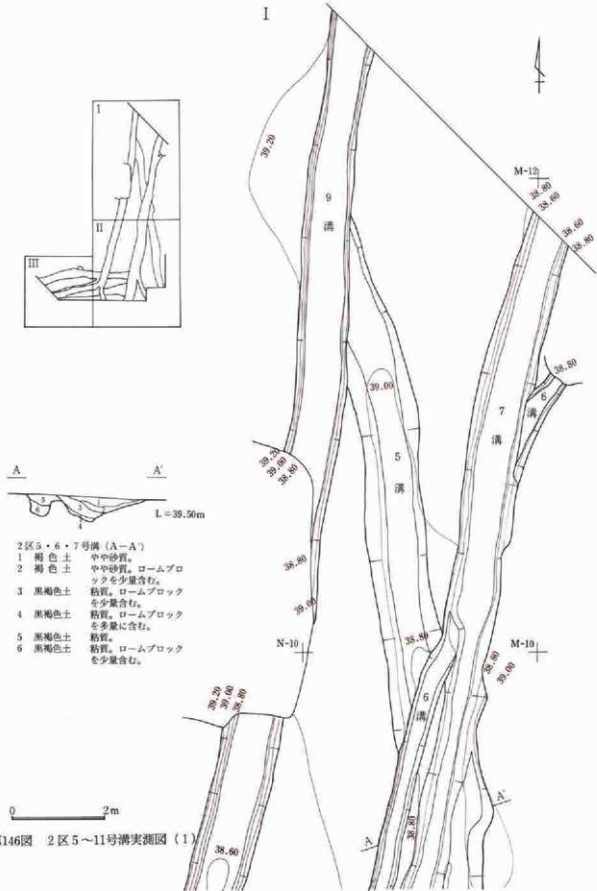 I
M-12
38.80
38.60
38.60
38.80
39.20
I
II
III
9
溝
38.80
6
溝
39.00
7
溝
5
溝
39.20
39.00
38.80
A
A'
5
6
3
1
2
4
L=39.50m
2区5・6・7号溝 (A-A')
1 褐色土 やや砂質。
2 褐色土 やや砂質。ロームブロ
ックを少量含む。
3 黒褐色土 粘質。ロームブロック
を少量含む。
4 黒褐色土 粘質。ロームブロック
を多量に含む。
5 黒褐色土 粘質。
6 黒褐色土 粘質。ロームブロック
を少量含む。
38.80
39.00
N-10
38.80
M-10
38.80
39.00
6
溝
39.20
39.00
38.80
A'
38.80
A
0 2m
146図 2区5〜11号溝実測図(1)
38.60